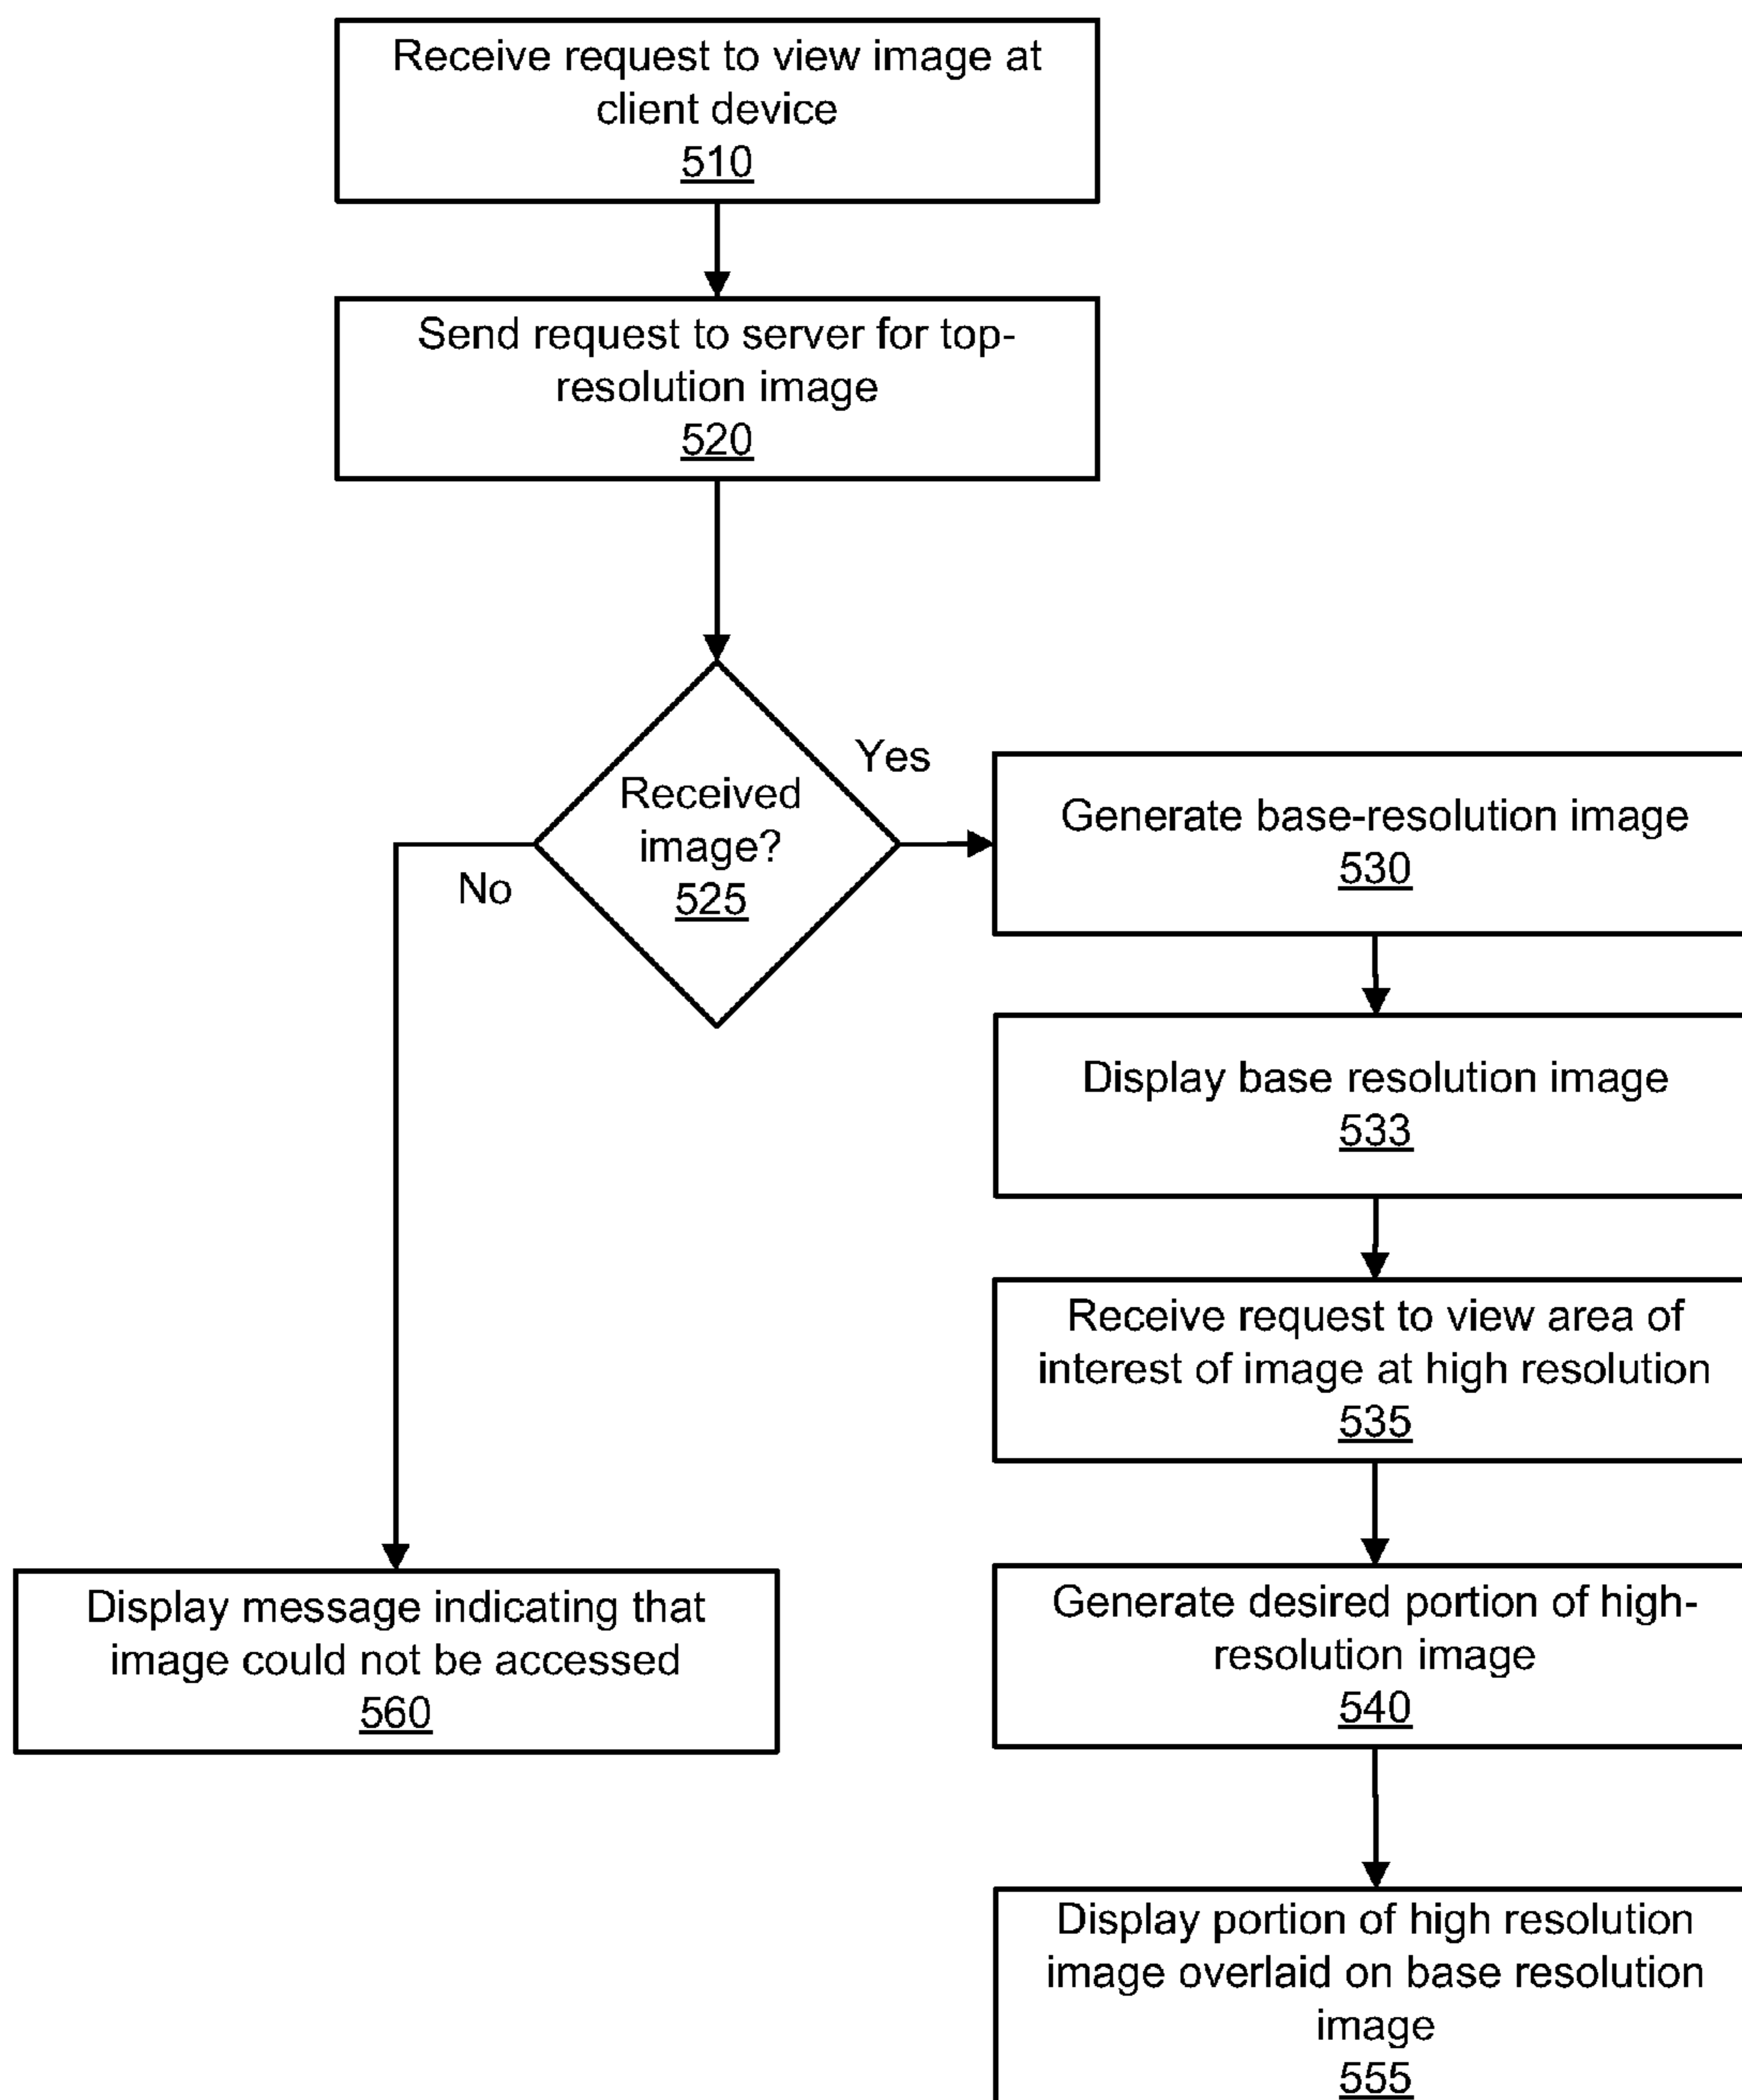 Receive request to view image at
client device
510
Send request to server for top-
resolution image
520
Received
image?
525
Yes
No
Generate base-resolution image
530
Display base resolution image
533
Receive request to view area of
interest of image at high resolution
535
Generate desired portion of high-
resolution image
540
Display message indicating that
image could not be accessed
560
Display portion of high resolution
image overlaid on base resolution
image
555